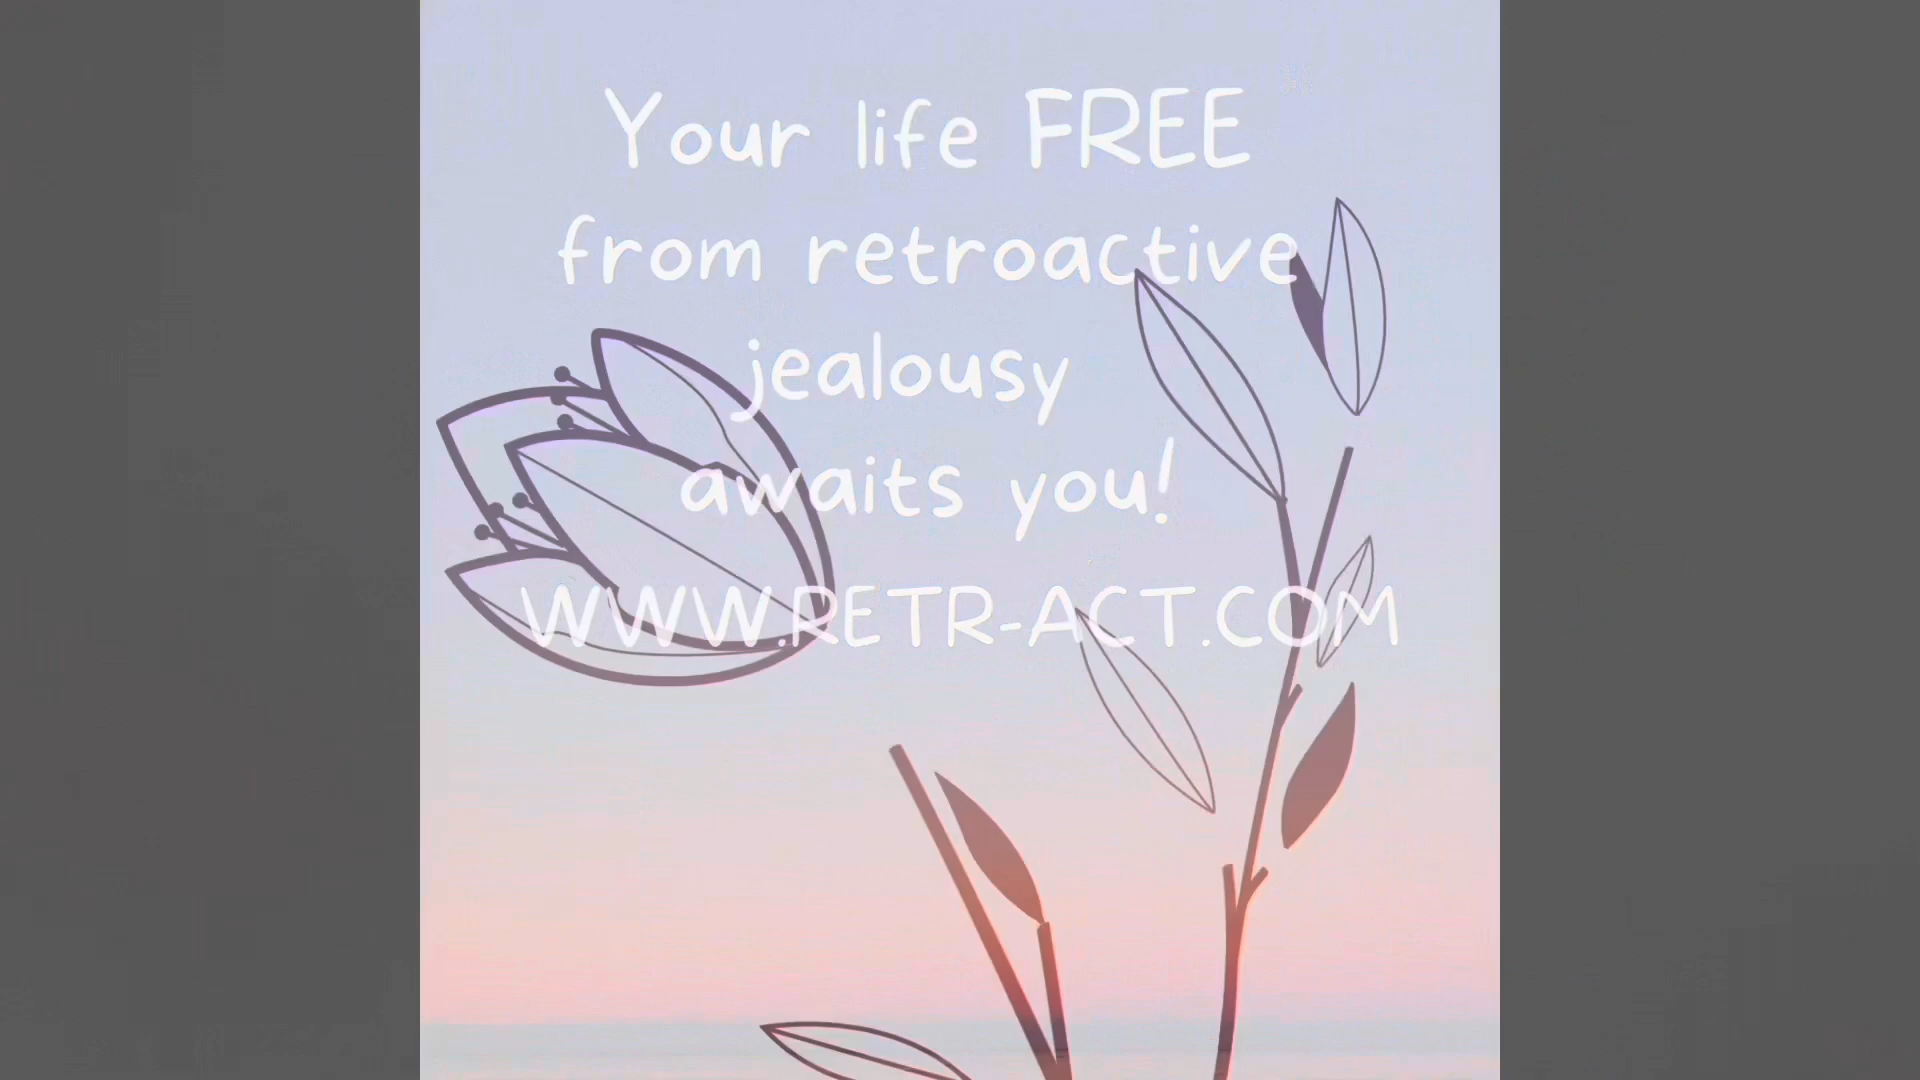 Your life FREE
from retroactive
jealousy
awaits you!
WWW.RETR-ACT.COM